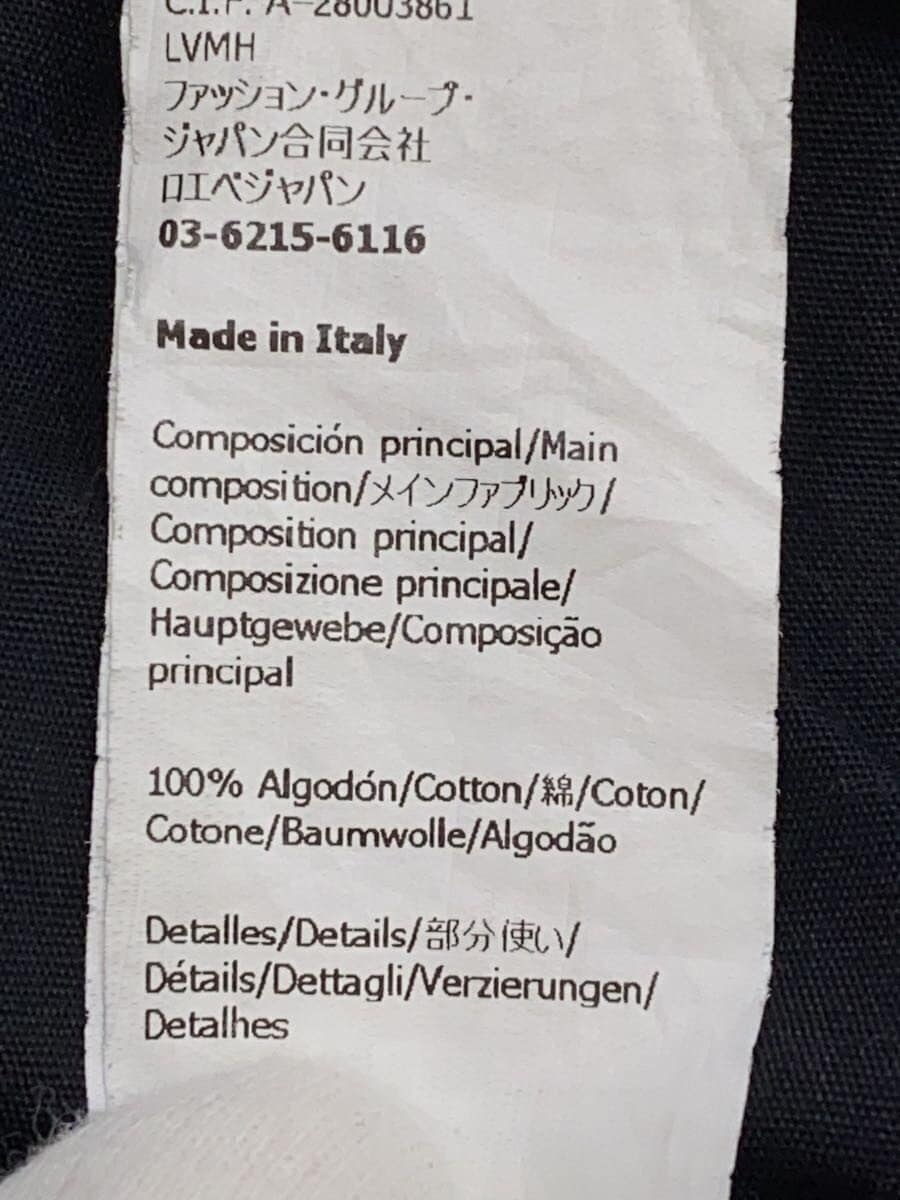 C.I.F. A-28003861
LVMH
ファッション・グループ・
ジャパン合同会社
ロエベジャパン
03-6215-6116
Made in Italy
Composición principal/Main
composition/メインファブリック/
Composition principal/
Composizione principale/
Hauptgewebe/Composição
principal
100% Algodón/Cotton/綿/Coton/
Cotone/Baumwolle/Algodão
Detalles/Details/部分使い/
Détails/Dettagli/Verzierungen/
Detalhes